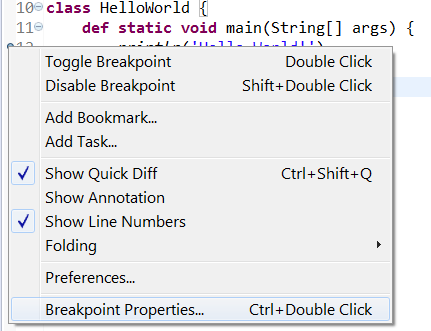 10 class HelloWorld {
11 def static void main(String[] args) {
Toggle Breakpoint Double Click
Disable Breakpoint Shift+Double Click
Add Bookmark...
Add Task...
Show Quick Diff Ctrl+Shift+Q
Show Annotation
Show Line Numbers
Folding
Preferences...
Breakpoint Properties... Ctrl+Double Click